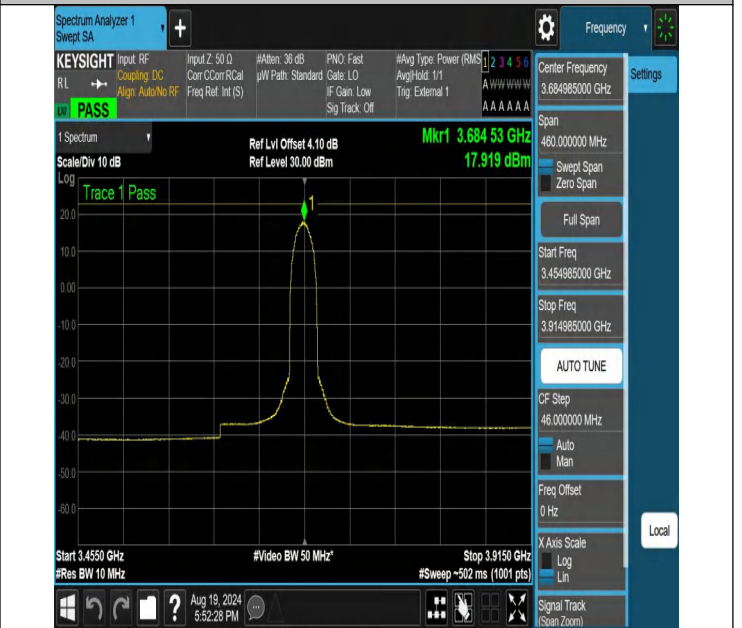 Spectrum Analyzer 1
Swept SA
+
Frequency
KEYSIGHT
RL
PASS
Input: RF
Coupling: DC
Align: Auto/No RF
Input Z: 50 Ω
Corr CCorr RCal
Freq Ref: Int (S)
#Atten: 36 dB
µW Path: Standard
PNO: Fast
Gate: LO
IF Gain: Low
Sig Track: Off
#Avg Type: Power (RMS
Avg|Hold: 1/1
Trig: External 1
1 2 3 4 5 6
A W W W W W
A A A A A A
1 Spectrum
Scale/Div 10 dB
Ref Lvl Offset 4.10 dB
Ref Level 30.00 dBm
Mkr1 3.684 53 GHz
17.919 dBm
Log
Trace 1 Pass
1
20.0
10.0
0.00
-10.0
-20.0
-30.0
-40.0
-50.0
-60.0
Start 3.4550 GHz
#Res BW 10 MHz
#Video BW 50 MHz*
Stop 3.9150 GHz
#Sweep ~502 ms (1001 pts)
Center Frequency
3.684985000 GHz
Settings
Span
460.000000 MHz
Swept Span
Zero Span
Full Span
Start Freq
3.454985000 GHz
Stop Freq
3.914985000 GHz
AUTO TUNE
CF Step
46.000000 MHz
Auto
Man
Freq Offset
0 Hz
Local
X Axis Scale
Log
Lin
Signal Track
(Span Zoom)
?
Aug 19, 2024
5:52:28 PM